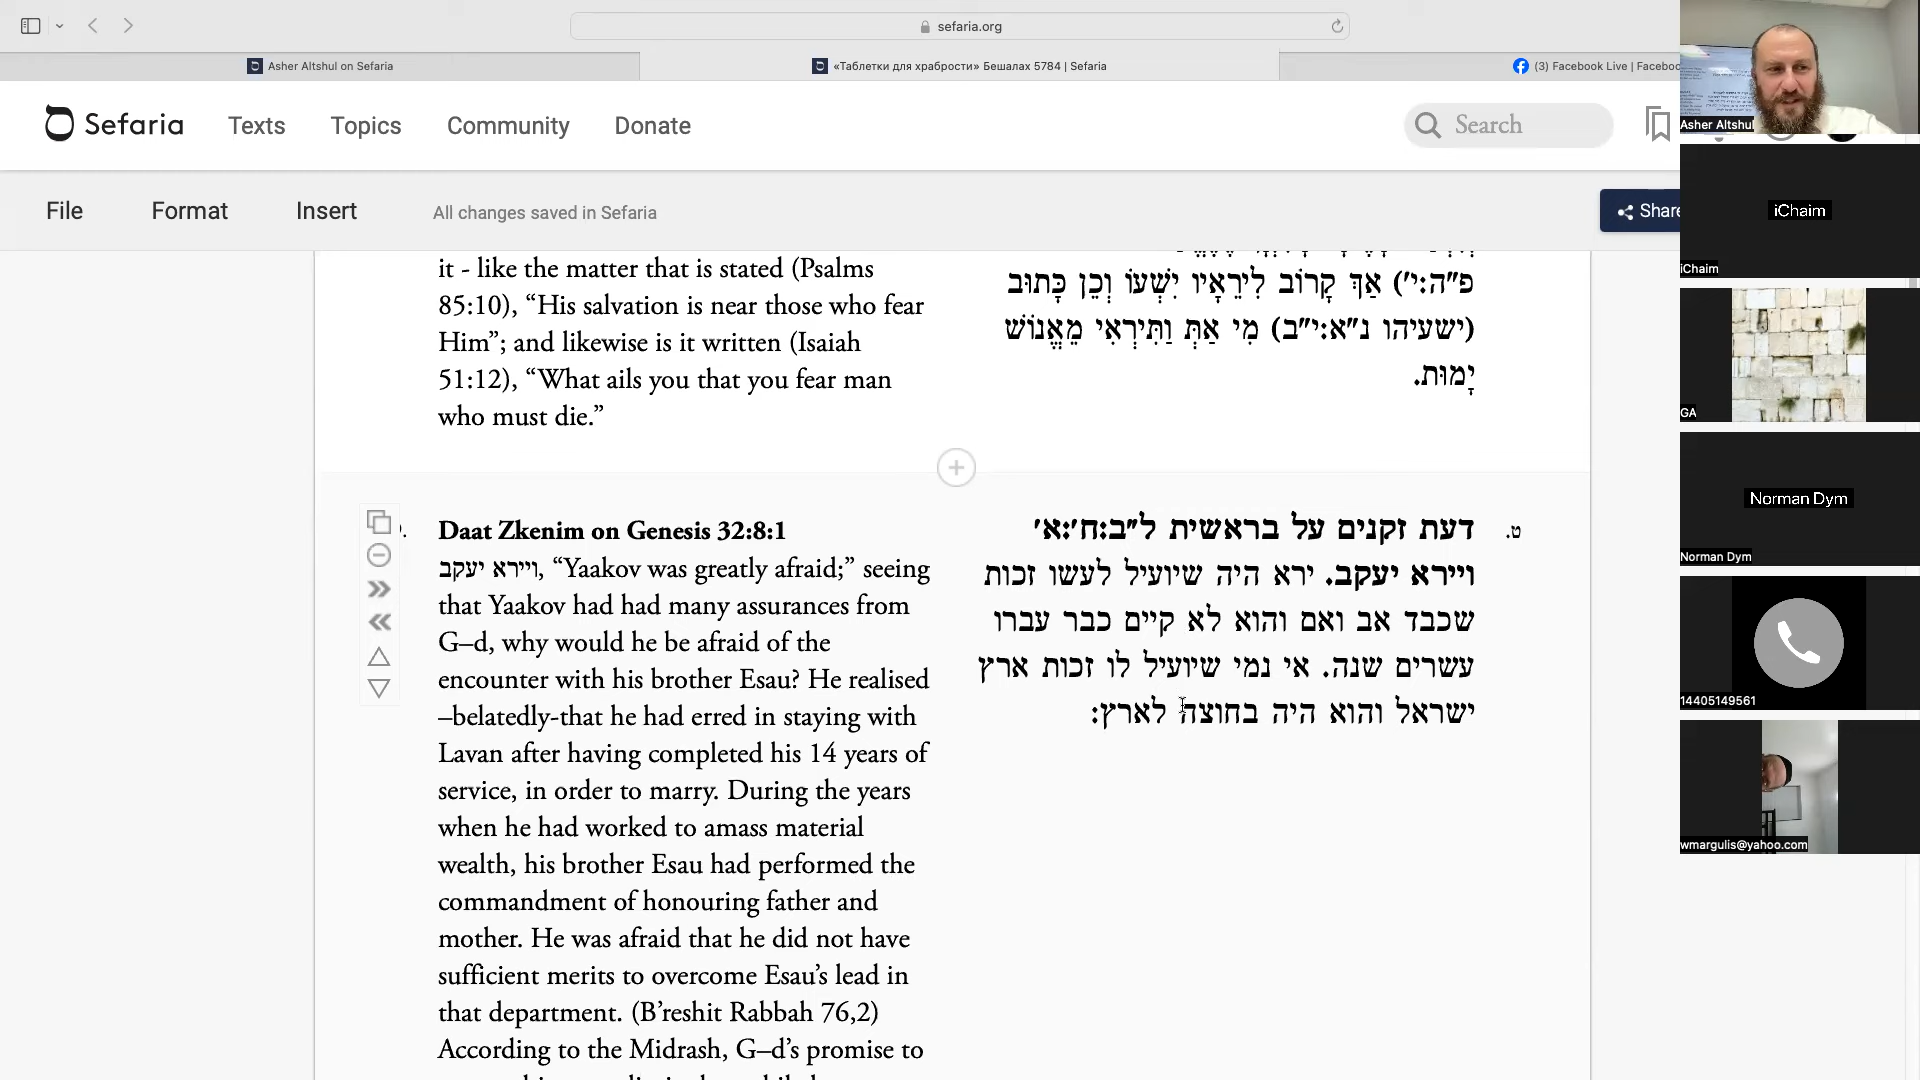 sefaria.org
Asher Altshul on Sefaria
«Таблетки для храбрости» Бешалах 5784 | Sefaria
(3) Facebook Live | Faceboo
Sefaria
Texts
Topics
Community
Donate
Search
File
Format
Insert
All changes saved in Sefaria
Share
it - like the matter that is stated (Psalms
85:10), “His salvation is near those who fear
Him”; and likewise is it written (Isaiah
51:12), “What ails you that you fear man
who must die.”
פ״ה:י׳) אַךְ קָרוֹב לִירֵאָיו יִשְׁעוֹ וְכֵן כָּתוּב
(ישעיהו נ״א:י״ב) מִי אַתְּ וַתִּירְאִי מֵאֱנוֹשׁ
יָמוּת.
Daat Zkenim on Genesis 32:8:1
ויירא יעקב, “Yaakov was greatly afraid;” seeing
that Yaakov had had many assurances from
G–d, why would he be afraid of the
encounter with his brother Esau? He realised
–belatedly-that he had erred in staying with
Lavan after having completed his 14 years of
service, in order to marry. During the years
when he had worked to amass material
wealth, his brother Esau had performed the
commandment of honouring father and
mother. He was afraid that he did not have
sufficient merits to overcome Esau’s lead in
that department. (B’reshit Rabbah 76,2)
According to the Midrash, G–d’s promise to
ט.
דעת זקנים על בראשית ל״ב:ח׳:א׳
ויירא יעקב. ירא היה שיועיל לעשו זכות
שכבד אב ואם והוא לא קיים כבר עברו
עשרים שנה. אי נמי שיועיל לו זכות ארץ
ישראל והוא היה בחוצה לארץ:
Asher Altshul
iChaim
iChaim
GA
Norman Dym
Norman Dym
14405149561
wmargulis@yahoo.com